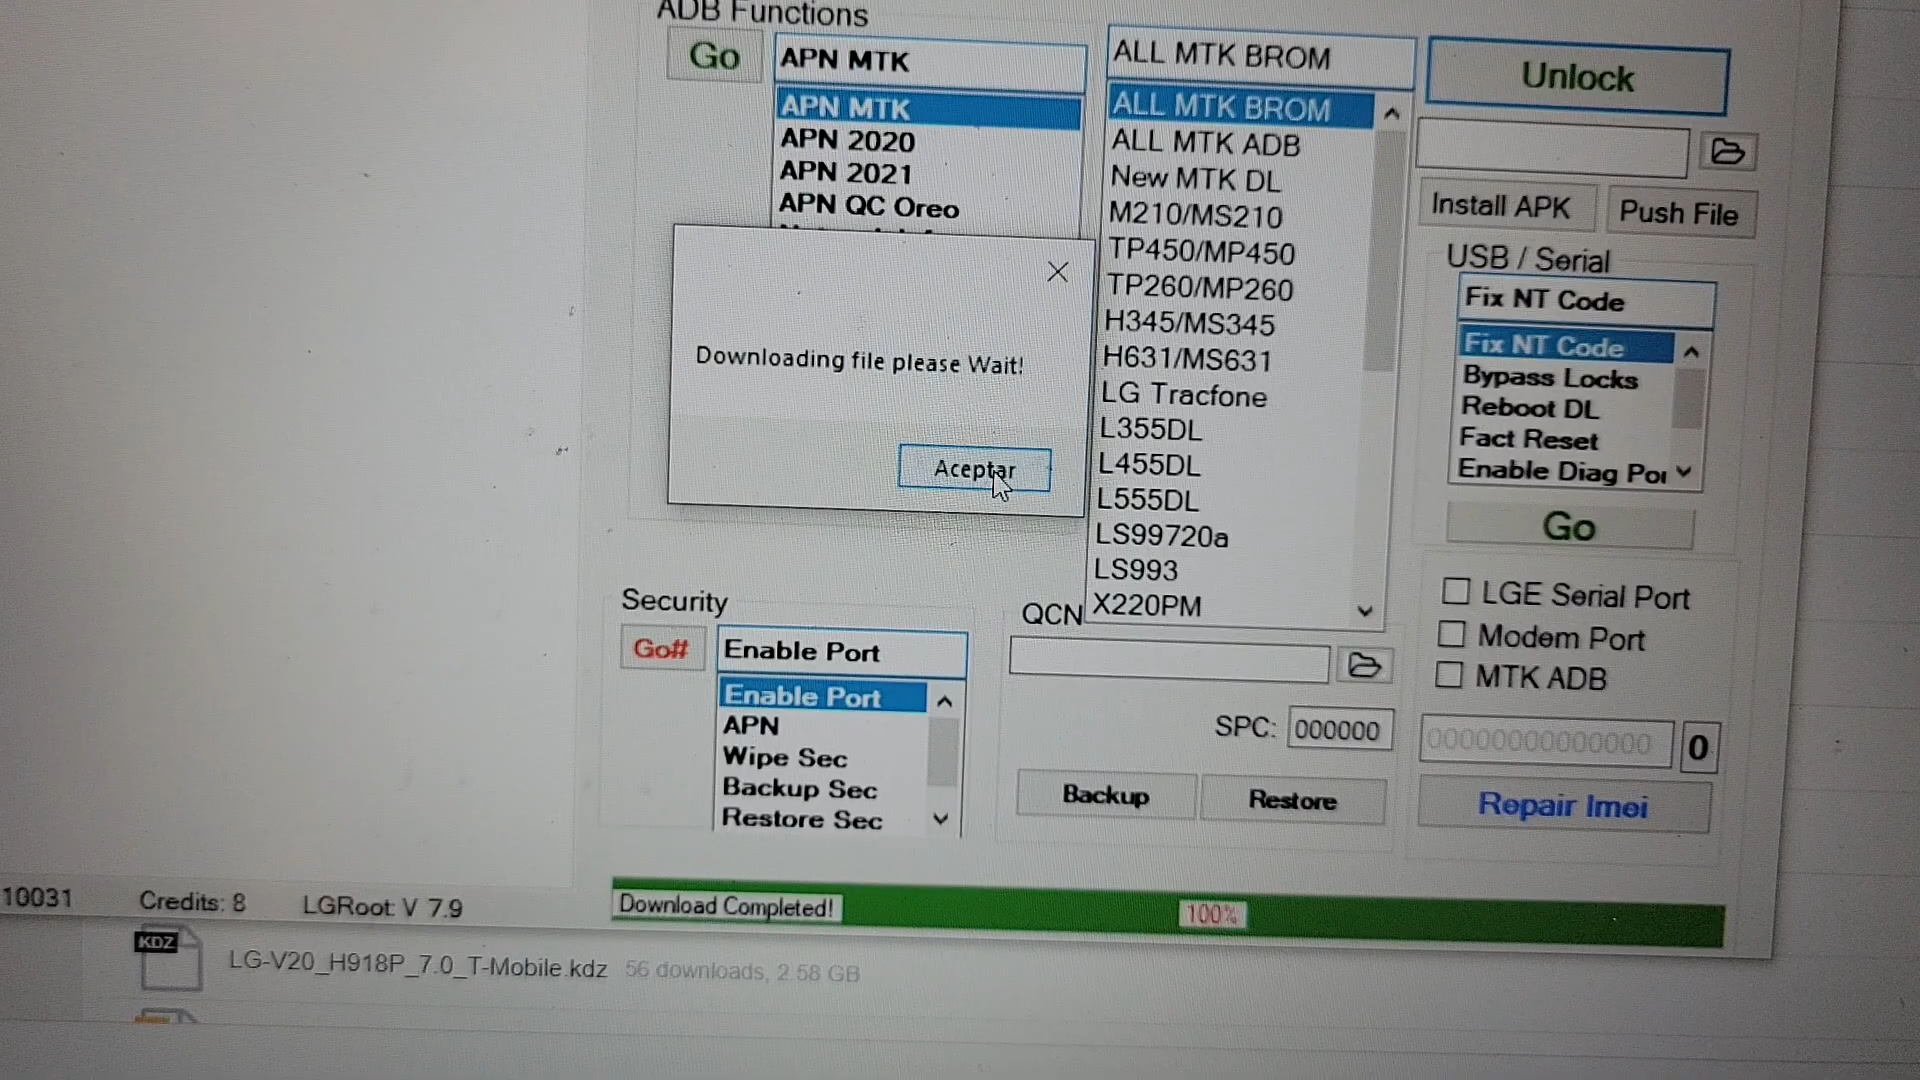 ADB Functions
Go
APN MTK
APN MTK
APN 2020
APN 2021
APN QC Oreo
ALL MTK BROM
ALL MTK BROM
ALL MTK ADB
New MTK DL
M210/MS210
TP450/MP450
TP260/MP260
H345/MS345
H631/MS631
LG Tracfone
L355DL
L455DL
L555DL
LS99720a
LS993
X220PM
Unlock
Install APK
Push File
USB / Serial
Fix NT Code
Fix NT Code
Bypass Locks
Reboot DL
Fact Reset
Enable Diag Por
Go
Downloading file please Wait!
Aceptar
LGE Serial Port
Modem Port
MTK ADB
00000000000000
0
Repair Imei
Security
Go#
Enable Port
Enable Port
APN
Wipe Sec
Backup Sec
Restore Sec
QCN
SPC: 000000
Backup
Restore
10031
Credits: 8
LGRoot V 7.9
Download Completed!
100%
KDZ
LG-V20_H918P_7.0_T-Mobile.kdz 56 downloads, 2.58 GB